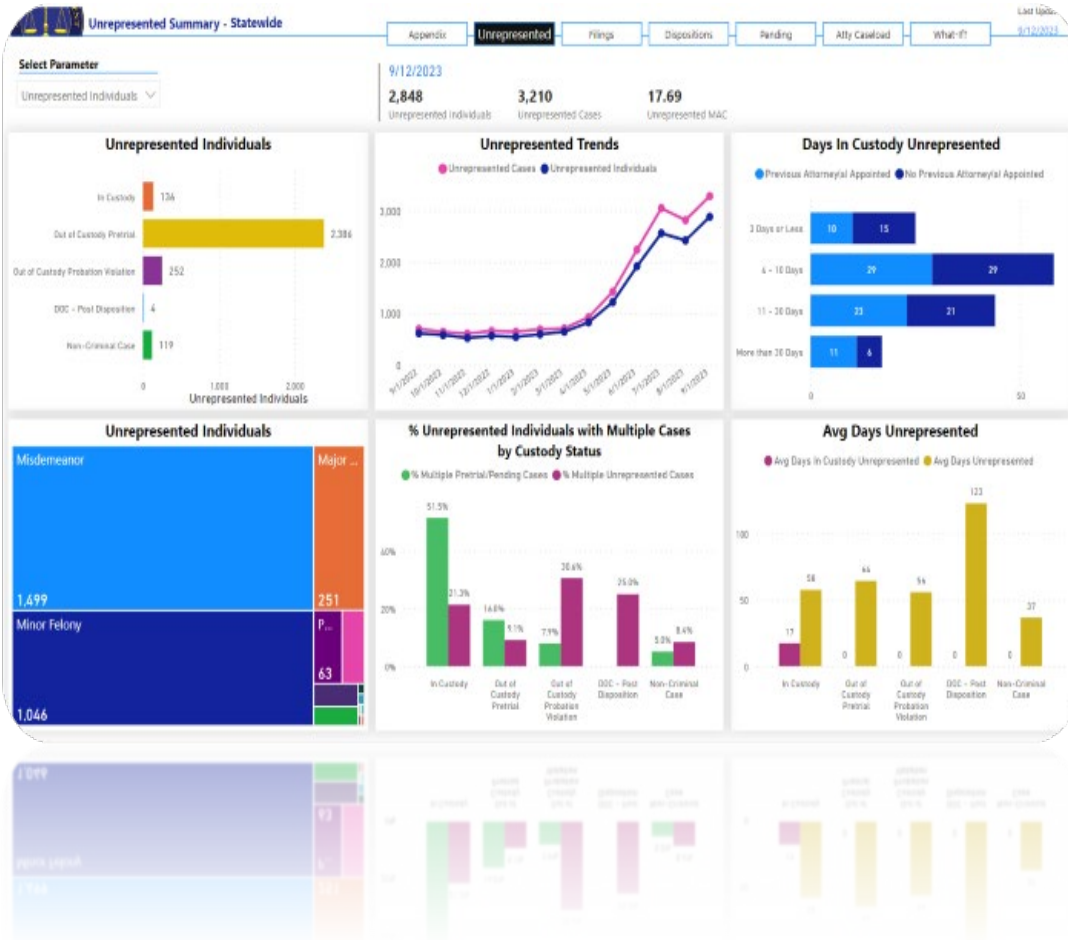 Unrepresented Summary - Statewide
Appendix
Unrepresented
Filings
Dispositions
Pending
Atty Caseload
What-If?
Last Update
9/12/2023
Select Parameter
Unrepresented Individuals
9/12/2023
2,848
Unrepresented Individuals
3,210
Unrepresented Cases
17.69
Unrepresented MAC
Unrepresented Individuals
In Custody
136
Out of Custody Pretrial
2,386
Out of Custody Probation Violation
252
DOC - Post Disposition
4
Non-Criminal Case
119
0
1,000
2,000
Unrepresented Individuals
Unrepresented Trends
Unrepresented Cases
Unrepresented Individuals
3,000
2,000
1,000
0
9/1/2022
10/1/2022
11/1/2022
12/1/2022
1/1/2023
2/1/2023
3/1/2023
4/1/2023
5/1/2023
6/1/2023
7/1/2023
8/1/2023
9/1/2023
Days In Custody Unrepresented
Previous Attorney(s) Appointed
No Previous Attorney(s) Appointed
3 Days or Less
10
15
4 - 10 Days
29
29
11 - 30 Days
23
21
More than 30 Days
11
6
0
50
Unrepresented Individuals
Misdemeanor
1,499
Major ...
251
Minor Felony
1,046
P...
63
% Unrepresented Individuals with Multiple Cases
by Custody Status
% Multiple Pretrial/Pending Cases
% Multiple Unrepresented Cases
40%
20%
0%
51.5%
21.3%
16.0%
9.1%
7.9%
30.6%
25.0%
5.0%
8.4%
In Custody
Out of
Custody
Pretrial
Out of
Custody
Probation
Violation
DOC - Post
Disposition
Non-Criminal
Case
Avg Days Unrepresented
Avg Days In Custody Unrepresented
Avg Days Unrepresented
100
50
0
17
58
0
64
0
56
0
123
0
37
In Custody
Out of
Custody
Pretrial
Out of
Custody
Probation
Violation
DOC - Post
Disposition
Non-Criminal
Case